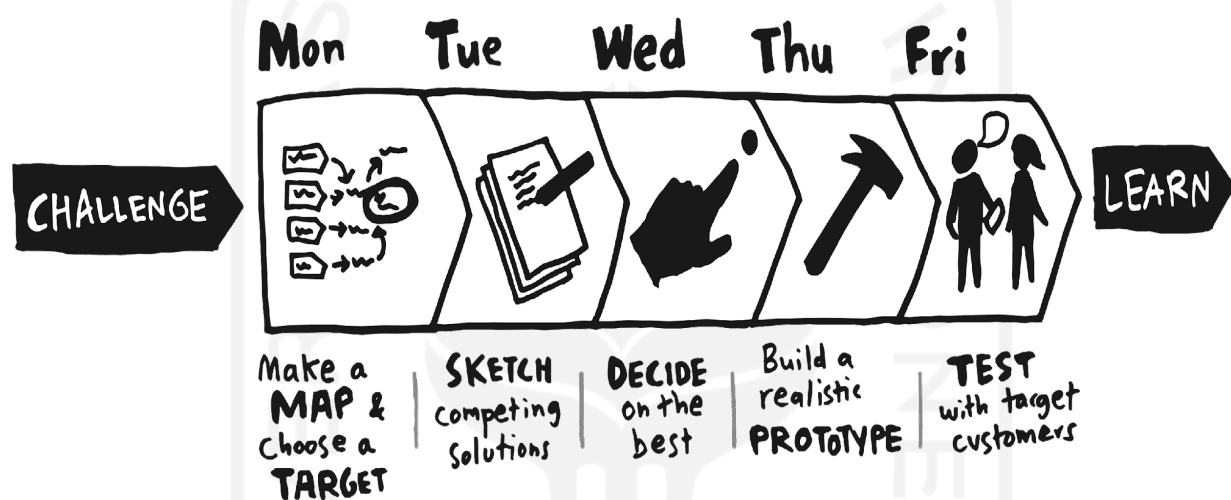 Mon
Tue
Wed
Thu
Fri
CHALLENGE
LEARN
Make a
MAP &
choose a
TARGET
SKETCH
competing
solutions
DECIDE
on the
best
Build a
realistic
PROTOTYPE
TEST
with target
customers